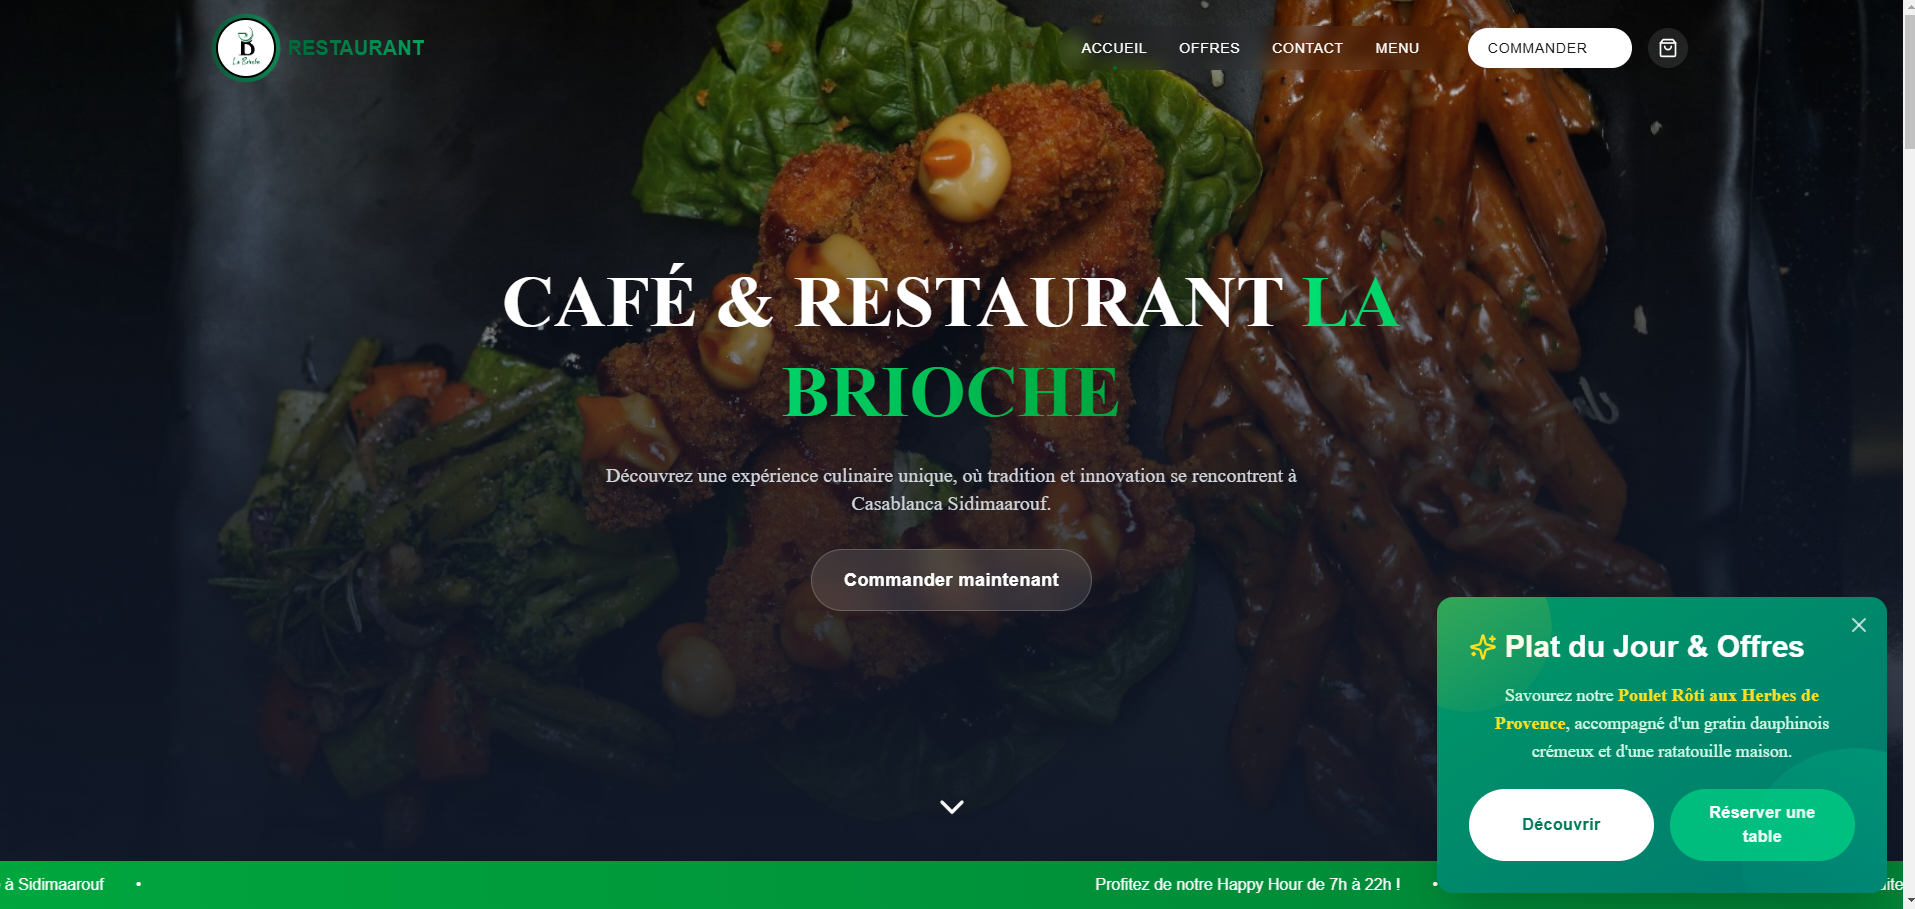 B
La Brioche
RESTAURANT
ACCUEIL
OFFRES
CONTACT
MENU
COMMANDER
CAFÉ & RESTAURANT LA
BRIOCHE
Découvrez une expérience culinaire unique, où tradition et innovation se rencontrent à
Casablanca Sidimaarouf.
Commander maintenant
Plat du Jour & Offres
Savourez notre Poulet Rôti aux Herbes de
Provence, accompagné d'un gratin dauphinois
crémeux et d'une ratatouille maison.
Découvrir
Réserver une
table
à Sidimaarouf • Profitez de notre Happy Hour de 7h à 22h ! •